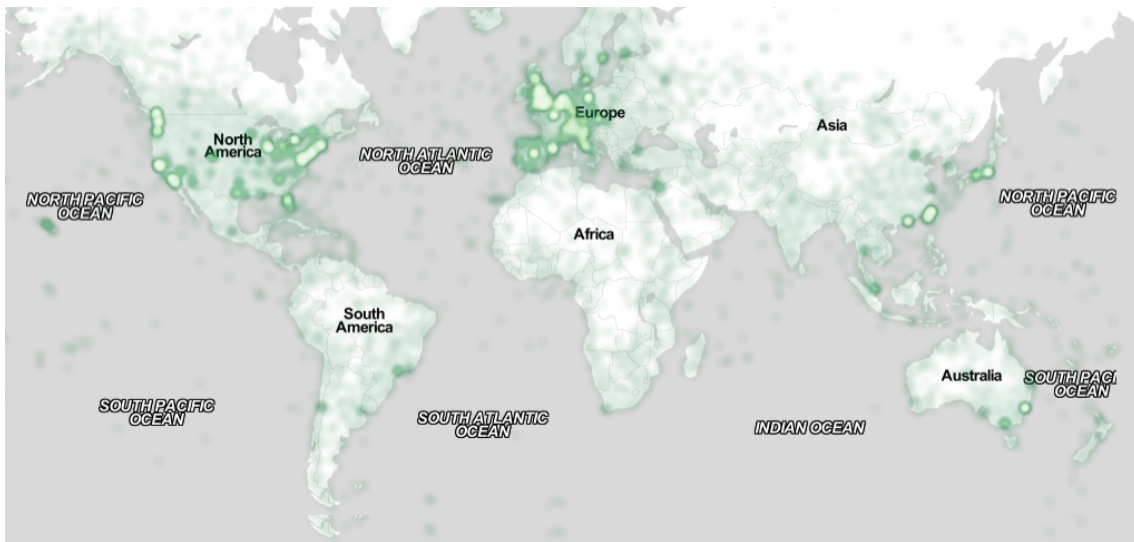 Europe
Asia
North
America
NORTH ATLANTIC
OCEAN
NORTH PACIFIC
OCEAN
NORTH PACIFIC
OCEAN
Africa
South
America
Australia
SOUTH PACI
OCEAN
SOUTH PACIFIC
OCEAN
SOUTH ATLANTIC
OCEAN
INDIAN OCEAN